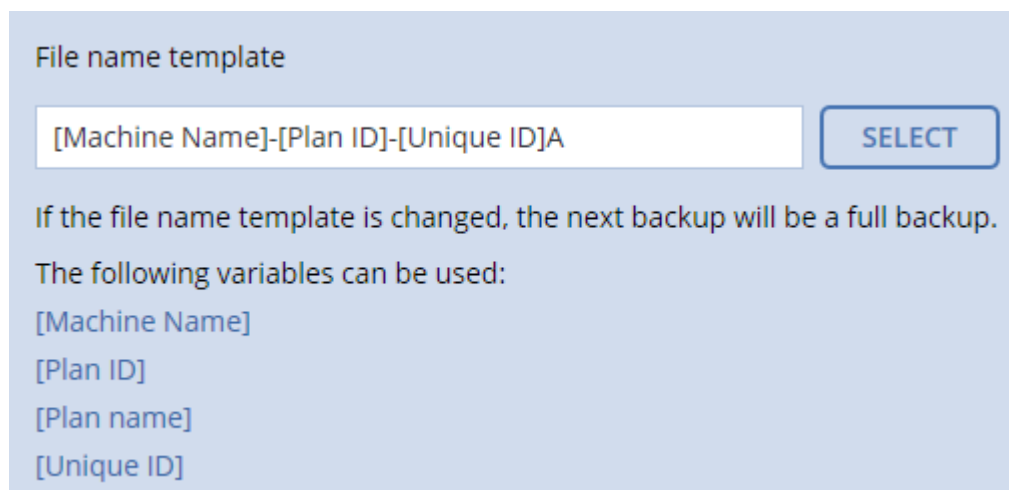 File name template
[Machine Name]-[Plan ID]-[Unique ID]A
SELECT
If the file name template is changed, the next backup will be a full backup.
The following variables can be used:
[Machine Name]
[Plan ID]
[Plan name]
[Unique ID]